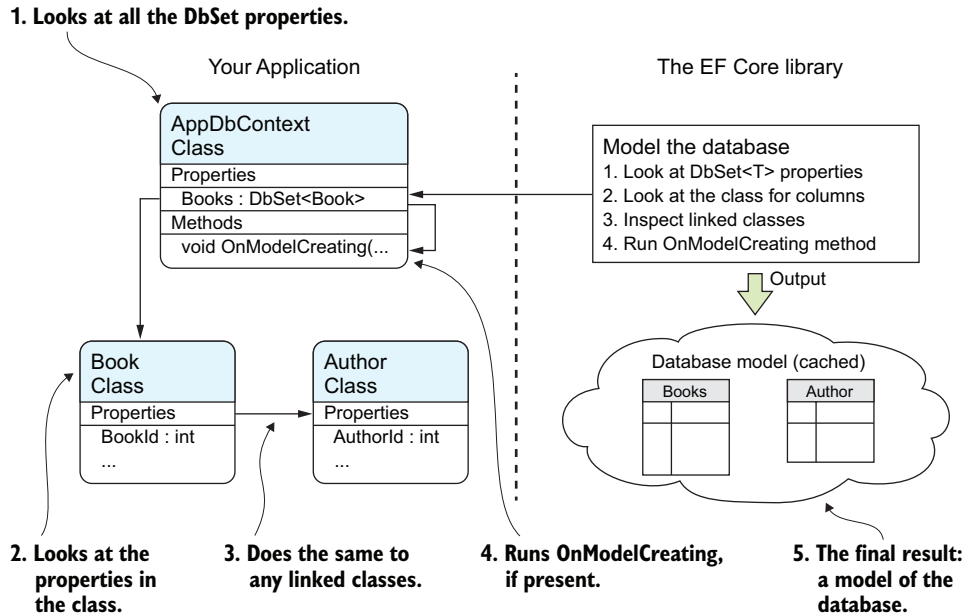 1. Looks at all the DbSet properties.
Your Application
The EF Core library
AppDbContext
Class
Properties
Books : DbSet<Book>
Methods
void OnModelCreating(...
Model the database
1. Look at DbSet<T> properties
2. Look at the class for columns
3. Inspect linked classes
4. Run OnModelCreating method
Output
Book
Class
Properties
BookId : int
...
Author
Class
Properties
AuthorId : int
...
Database model (cached)
Books
Author
2. Looks at the
properties in
the class.
3. Does the same to
any linked classes.
4. Runs OnModelCreating,
if present.
5. The final result:
a model of the
database.